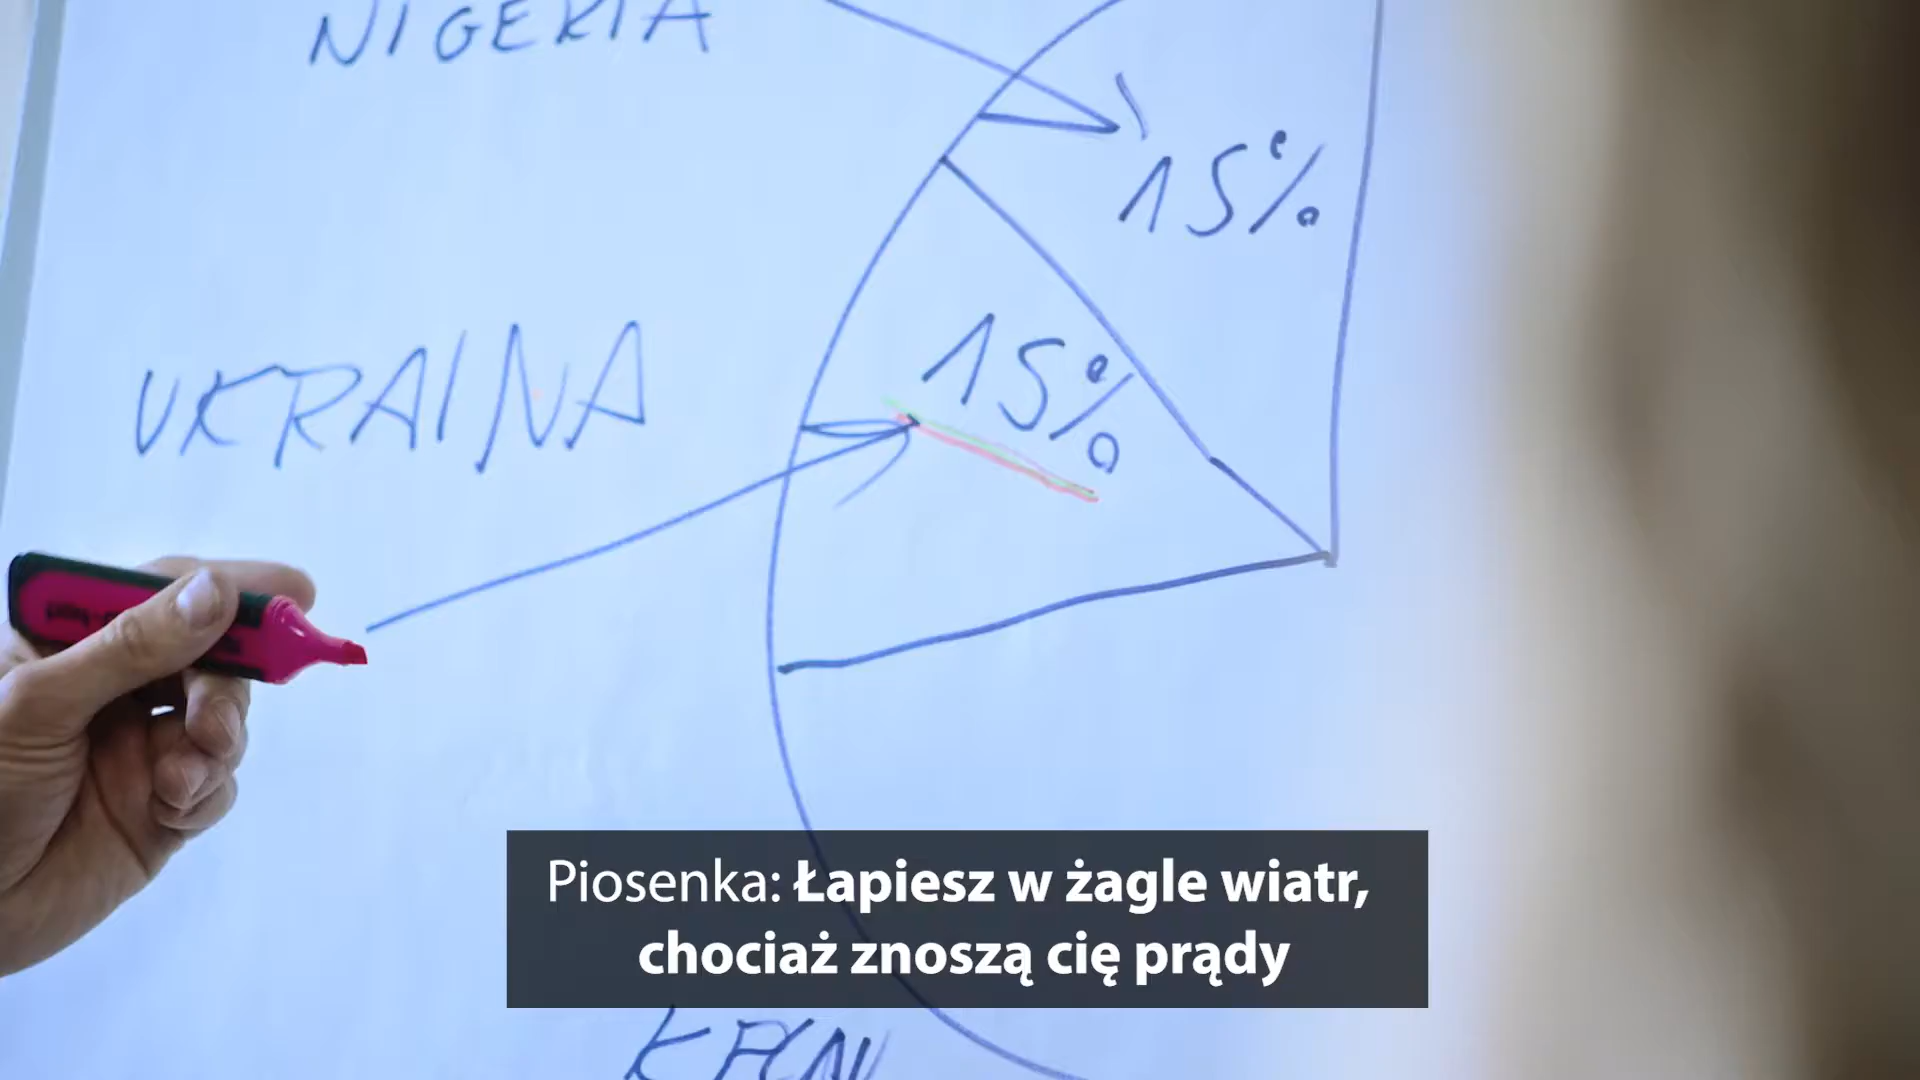 NIGERIA
15%
15%
UKRAINA
Piosenka: Łapiesz w żagle wiatr,
chociaż znoszą cię prądy